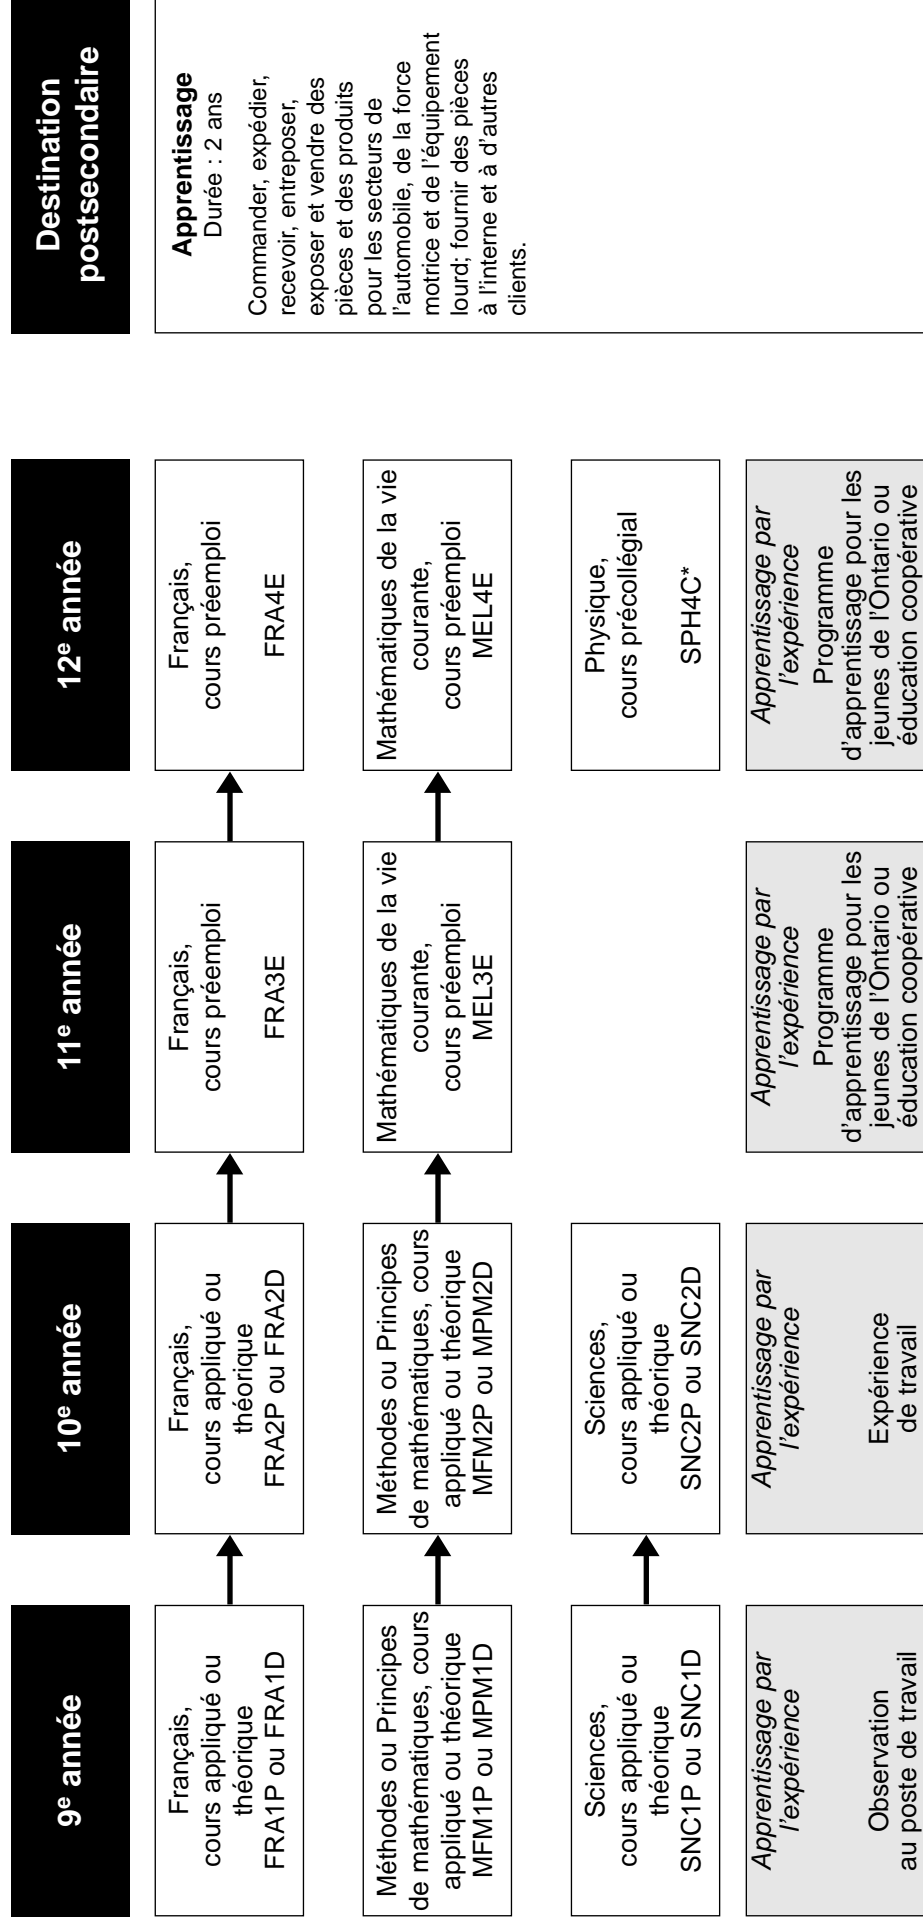 9e année
10e année
11e année
12e année
Destination
postsecondaire
Français,
cours appliqué ou
théorique
FRA1P ou FRA1D
Français,
cours appliqué ou
théorique
FRA2P ou FRA2D
Français,
cours préemploi
FRA3E
Français,
cours préemploi
FRA4E
Apprentissage
Durée : 2 ans
Commander, expédier,
recevoir, entreposer,
exposer et vendre des
pièces et des produits
pour les secteurs de
l'automobile, de la force
motrice et de l'équipement
lourd; fournir des pièces
à l'interne et à d'autres
clients.
Méthodes ou Principes
de mathématiques, cours
appliqué ou théorique
MFM1P ou MPM1D
Méthodes ou Principes
de mathématiques, cours
appliqué ou théorique
MFM2P ou MPM2D
Mathématiques de la vie
courante,
cours préemploi
MEL3E
Mathématiques de la vie
courante,
cours préemploi
MEL4E
Sciences,
cours appliqué ou
théorique
SNC1P ou SNC1D
Sciences,
cours appliqué ou
théorique
SNC2P ou SNC2D
Physique,
cours précollégial
SPH4C*
Apprentissage par
l'expérience
Observation
au poste de travail
Apprentissage par
l'expérience
Expérience
de travail
Apprentissage par
l'expérience
Programme
d'apprentissage pour les
jeunes de l'Ontario ou
éducation coopérative
Apprentissage par
l'expérience
Programme
d'apprentissage pour les
jeunes de l'Ontario ou
éducation coopérative